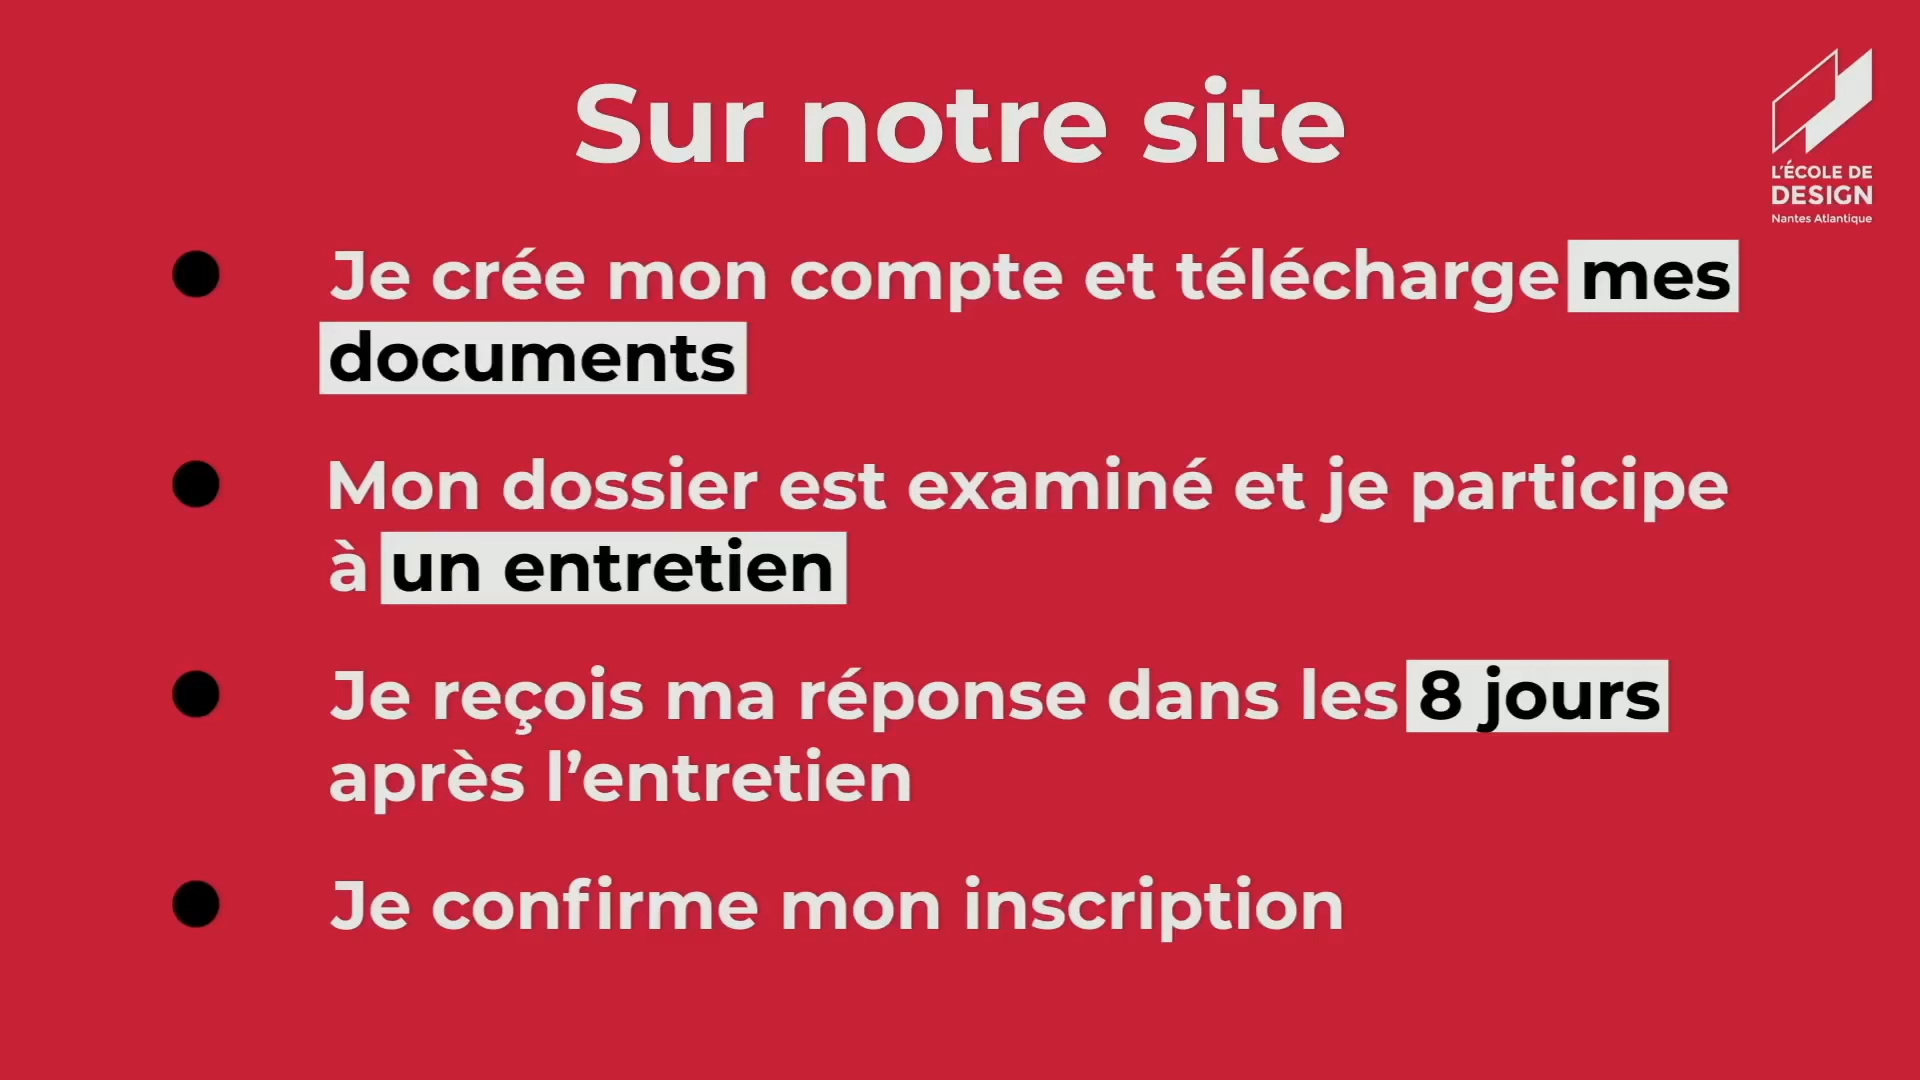 Sur notre site
L'ÉCOLE DE
DESIGN
Nantes Atlantique
Je crée mon compte et télécharge mes
documents
Mon dossier est examiné et je participe
à un entretien
Je reçois ma réponse dans les 8 jours
après l’entretien
Je confirme mon inscription